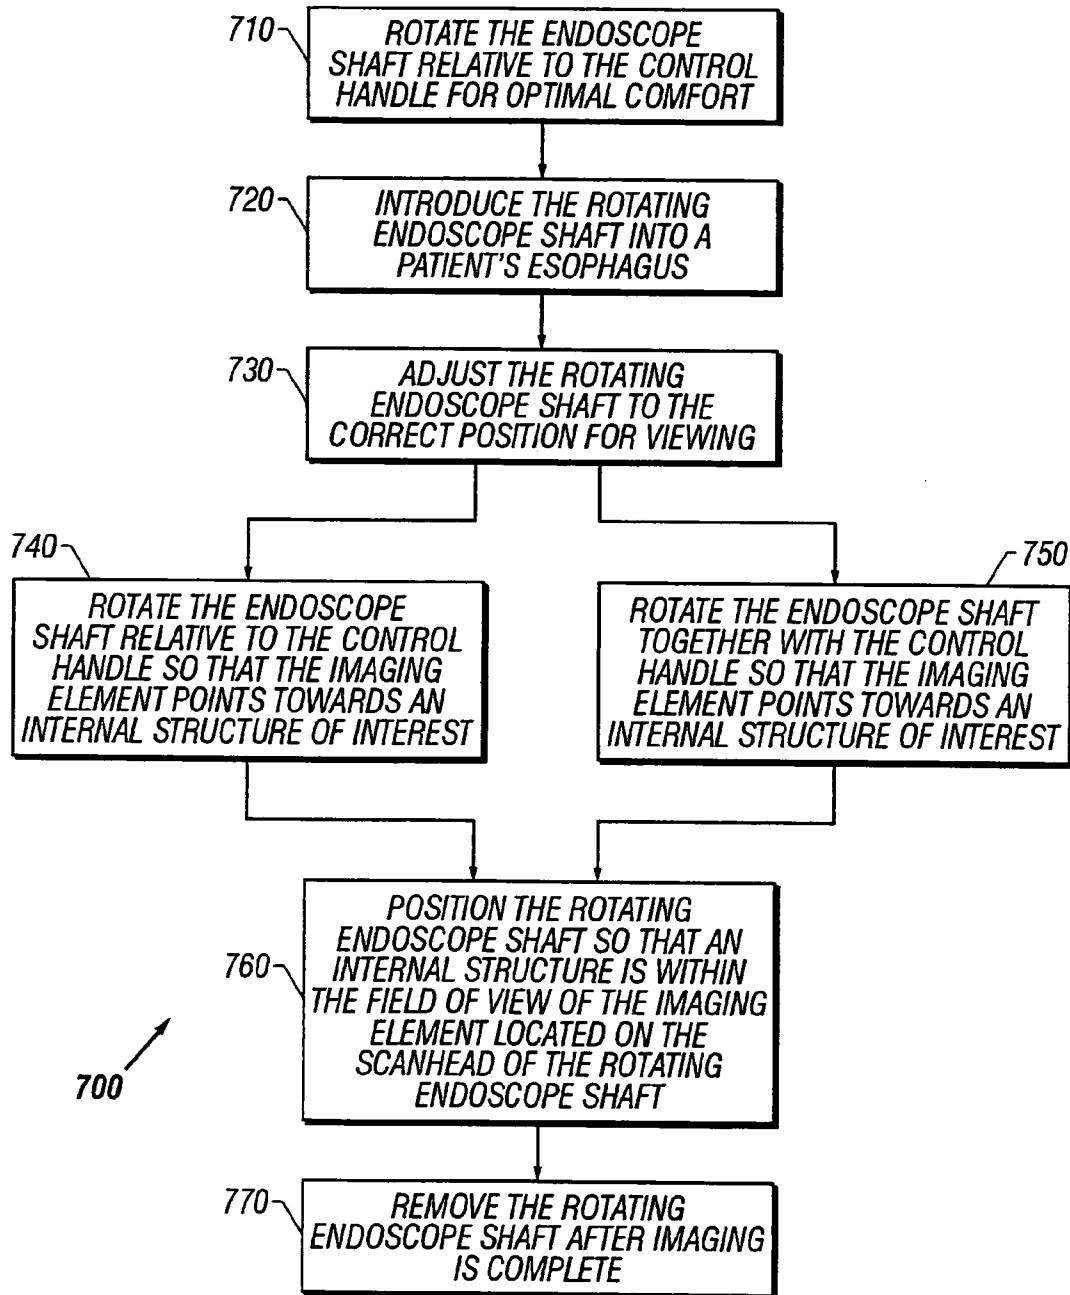 710
ROTATE THE ENDOSCOPE
SHAFT RELATIVE TO THE CONTROL
HANDLE FOR OPTIMAL COMFORT
720
INTRODUCE THE ROTATING
ENDOSCOPE SHAFT INTO A
PATIENT'S ESOPHAGUS
730
ADJUST THE ROTATING
ENDOSCOPE SHAFT TO THE
CORRECT POSITION FOR VIEWING
740
ROTATE THE ENDOSCOPE
SHAFT RELATIVE TO THE CONTROL
HANDLE SO THAT THE IMAGING
ELEMENT POINTS TOWARDS AN
INTERNAL STRUCTURE OF INTEREST
750
ROTATE THE ENDOSCOPE SHAFT
TOGETHER WITH THE CONTROL
HANDLE SO THAT THE IMAGING
ELEMENT POINTS TOWARDS AN
INTERNAL STRUCTURE OF INTEREST
760
POSITION THE ROTATING
ENDOSCOPE SHAFT SO THAT AN
INTERNAL STRUCTURE IS WITHIN
THE FIELD OF VIEW OF THE IMAGING
ELEMENT LOCATED ON THE
SCANHEAD OF THE ROTATING
ENDOSCOPE SHAFT
700
770
REMOVE THE ROTATING
ENDOSCOPE SHAFT AFTER IMAGING
IS COMPLETE